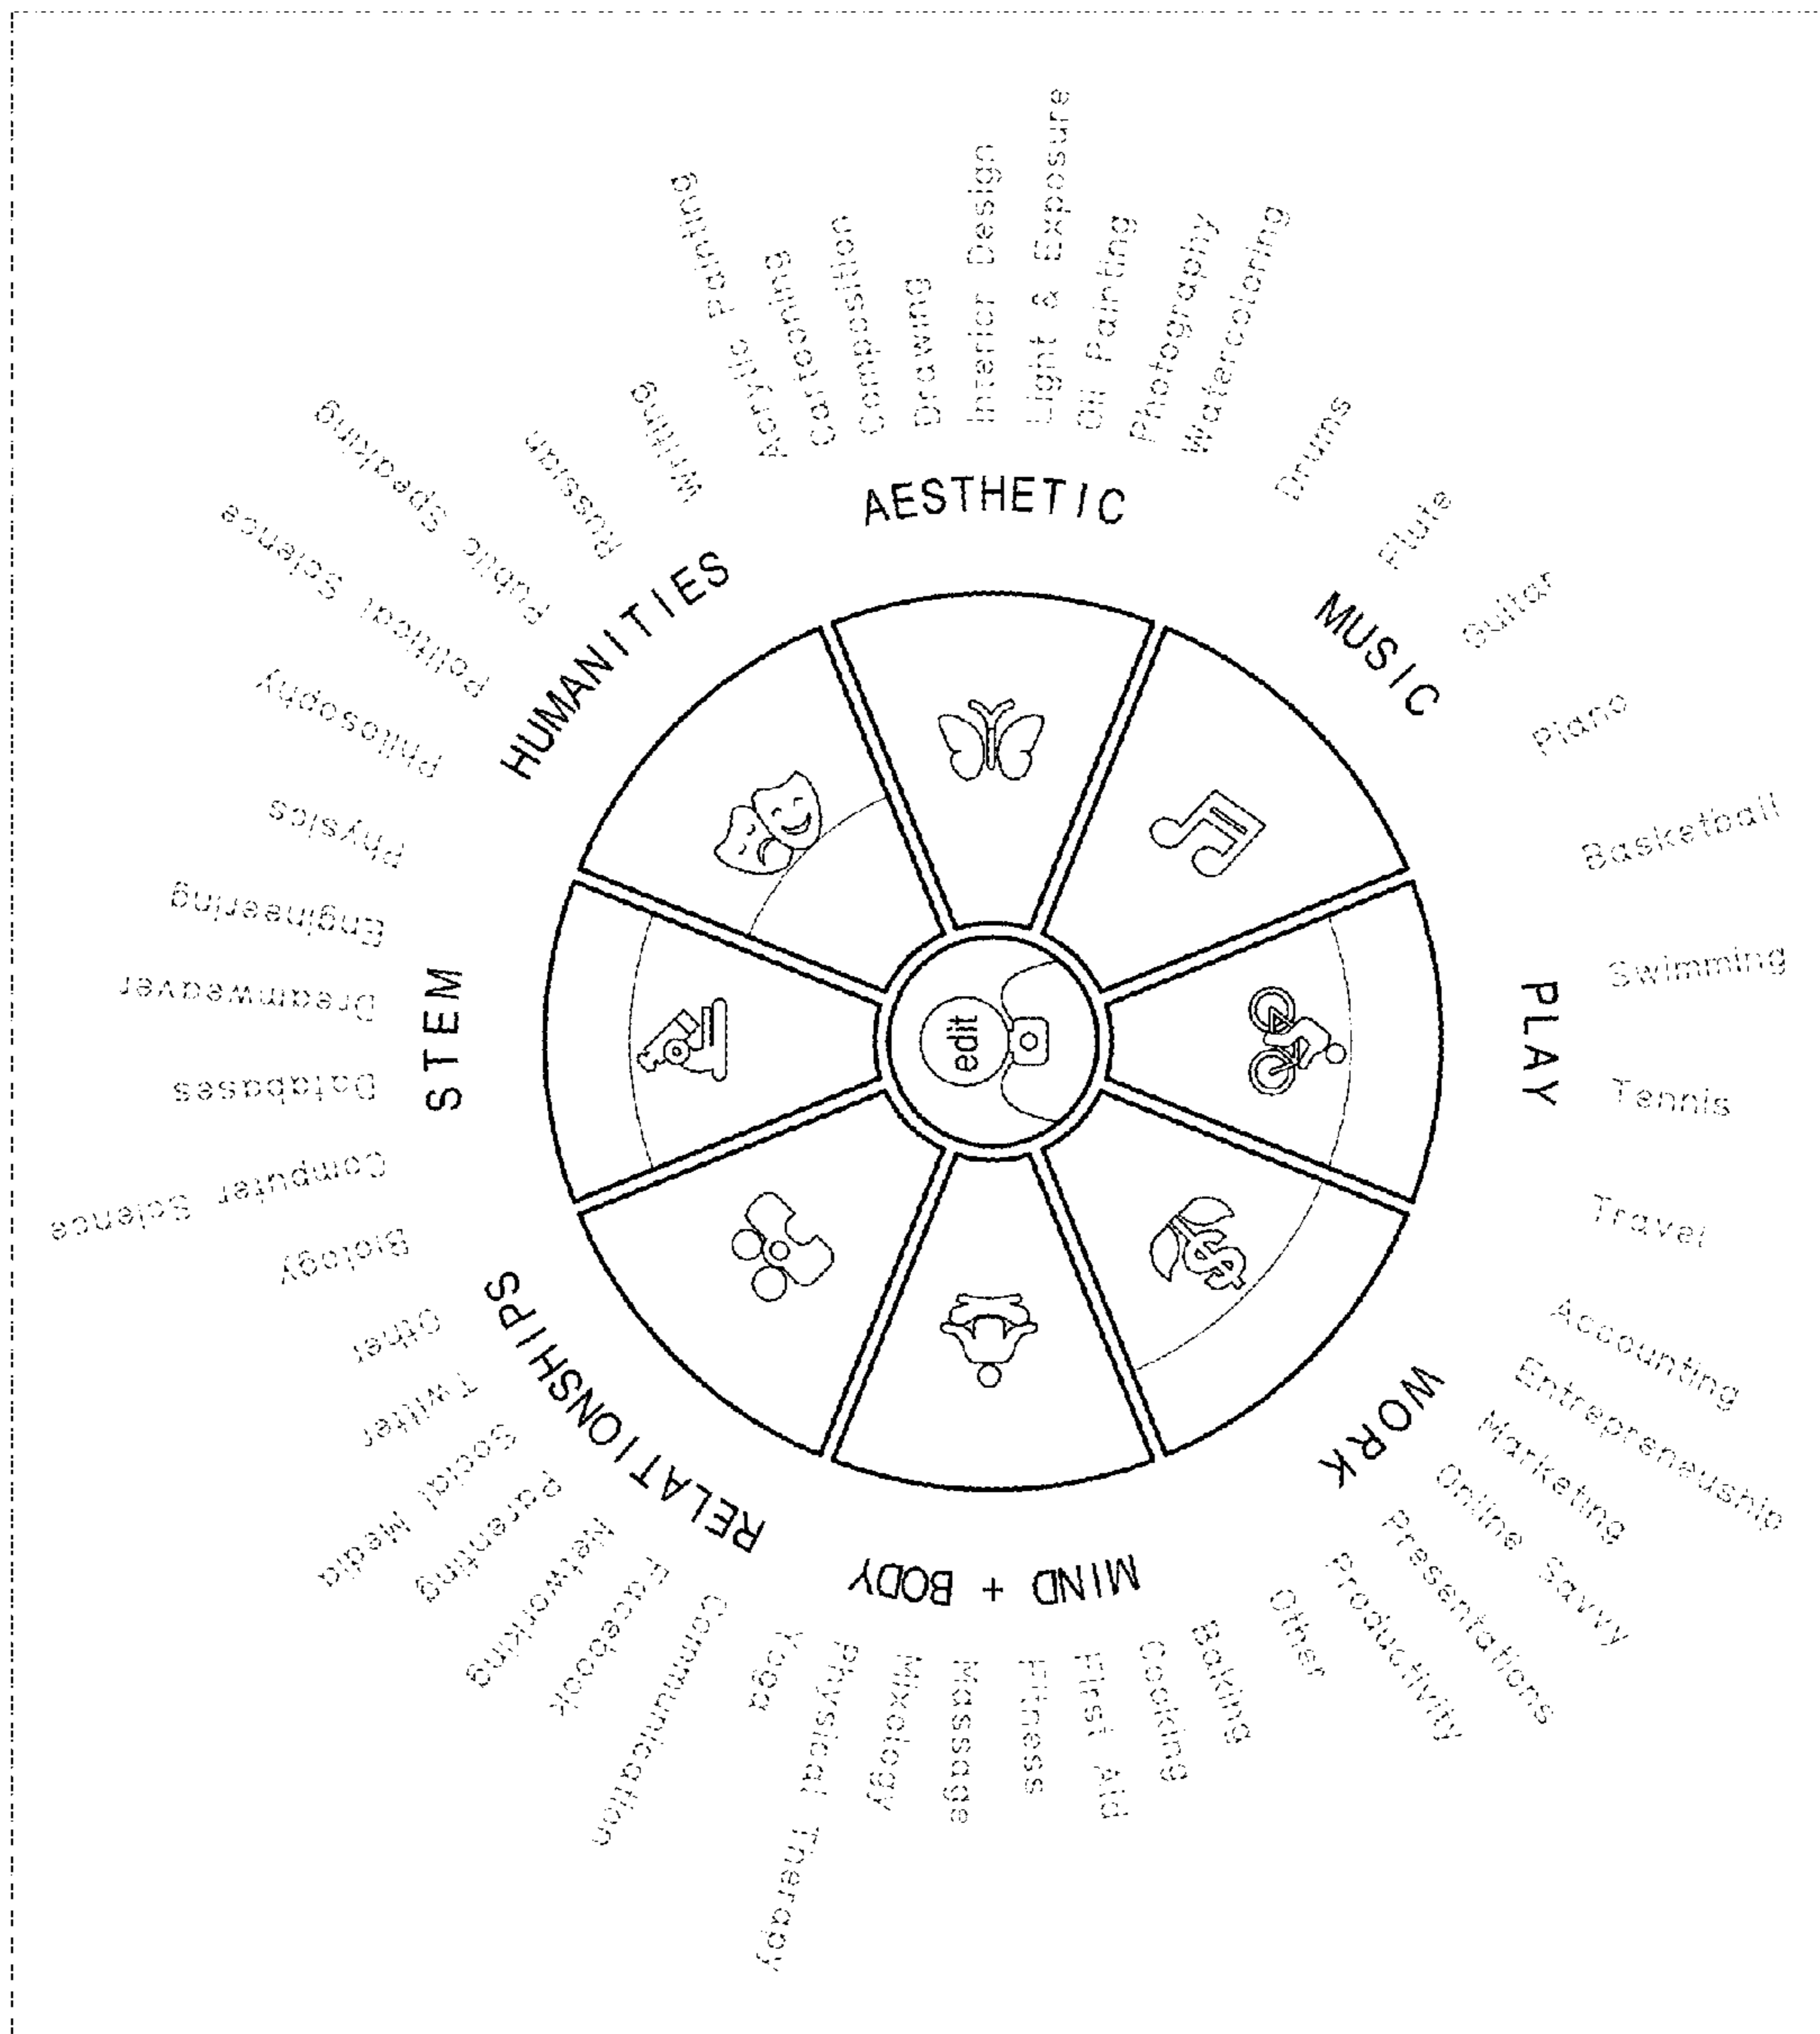 AESTHETIC
Acrylic Painting
Cartooning
Composition
Drawing
Interior Design
Light & Exposure
Oil Painting
Photography
Watercoloring
MUSIC
Drums
Flute
Guitar
Piano
PLAY
Basketball
Swimming
Tennis
Travel
WORK
Accounting
Entrepreneuship
Marketing
Online Savvy
Presentations
Productivity
Other
MIND + BODY
Baking
Cooking
First Aid
Fitness
Massage
Mixology
Physical Therapy
Yoga
RELATIONSHIPS
Communication
Facebook
Networking
Parenting
Social Media
Twitter
Other
STEM
Biology
Computer Science
Databases
Dreamweaver
Engineering
Physics
HUMANITIES
Philosophy
Political Science
Public Speaking
Russian
Writing
edit
$